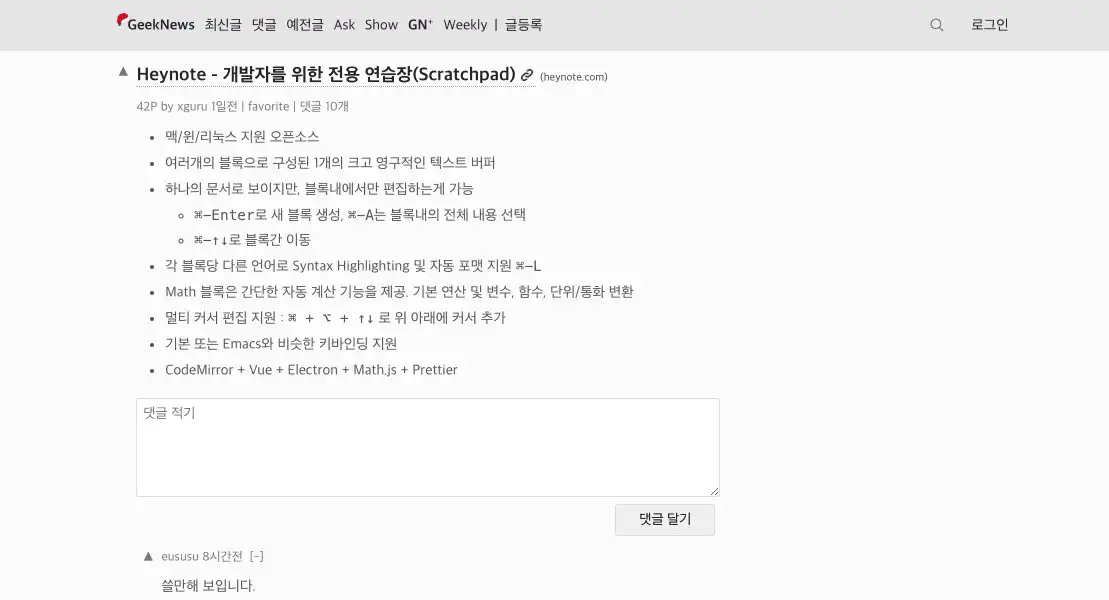 GeekNews 최신글 댓글 예전글 Ask Show GN⁺ Weekly | 글등록 로그인
▲ Heynote - 개발자를 위한 전용 연습장(Scratchpad) (heynote.com)
42P by xguru 1일전 | favorite | 댓글 10개
• 맥/윈/리눅스 지원 오픈소스
• 여러개의 블록으로 구성된 1개의 크고 영구적인 텍스트 버퍼
• 하나의 문서로 보이지만, 블록내에서만 편집하는게 가능
◦ ⌘-Enter로 새 블록 생성, ⌘-A는 블록내의 전체 내용 선택
◦ ⌘-↑↓로 블록간 이동
• 각 블록당 다른 언어로 Syntax Highlighting 및 자동 포맷 지원 ⌘-L
• Math 블록은 간단한 자동 계산 기능을 제공. 기본 연산 및 변수, 함수, 단위/통화 변환
• 멀티 커서 편집 지원 : ⌘ + ⌥ + ↑↓ 로 위 아래에 커서 추가
• 기본 또는 Emacs와 비슷한 키바인딩 지원
• CodeMirror + Vue + Electron + Math.js + Prettier
댓글 적기
댓글 달기
▲ eususu 8시간전 [-]
쓸만해 보입니다.